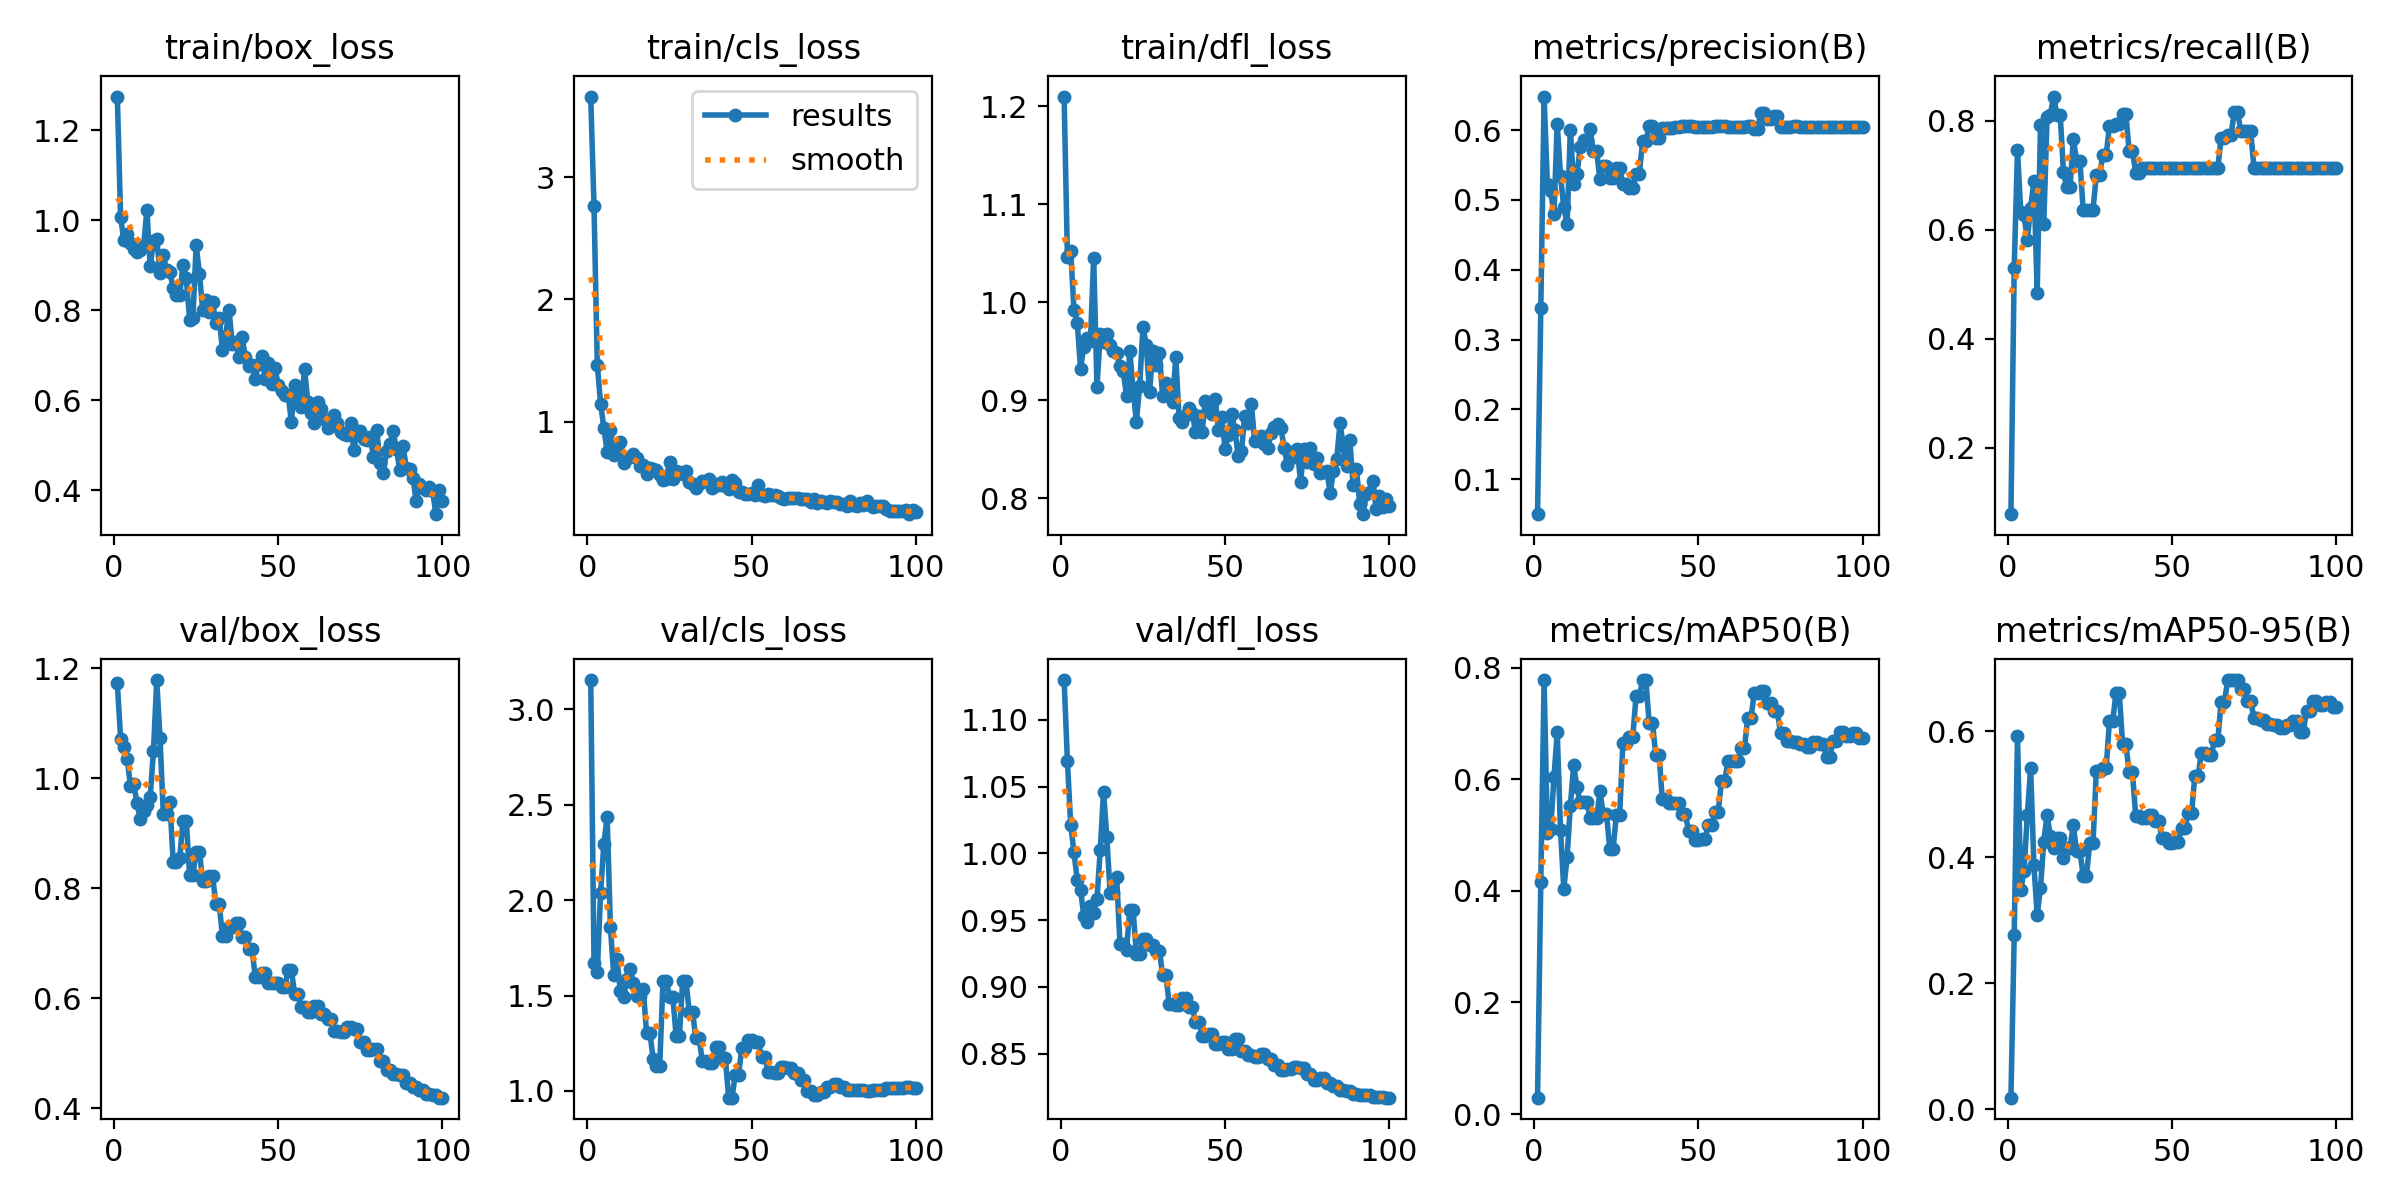 train/box_loss
1.2
1.0
0.8
0.6
0.4
0 50 100
train/cls_loss
results
smooth
3
2
1
0 50 100
train/dfl_loss
1.2
1.1
1.0
0.9
0.8
0 50 100
metrics/precision(B)
0.6
0.5
0.4
0.3
0.2
0.1
0 50 100
metrics/recall(B)
0.8
0.6
0.4
0.2
0 50 100
val/box_loss
1.2
1.0
0.8
0.6
0.4
0 50 100
val/cls_loss
3.0
2.5
2.0
1.5
1.0
0 50 100
val/dfl_loss
1.10
1.05
1.00
0.95
0.90
0.85
0 50 100
metrics/mAP50(B)
0.8
0.6
0.4
0.2
0.0
0 50 100
metrics/mAP50-95(B)
0.6
0.4
0.2
0.0
0 50 100